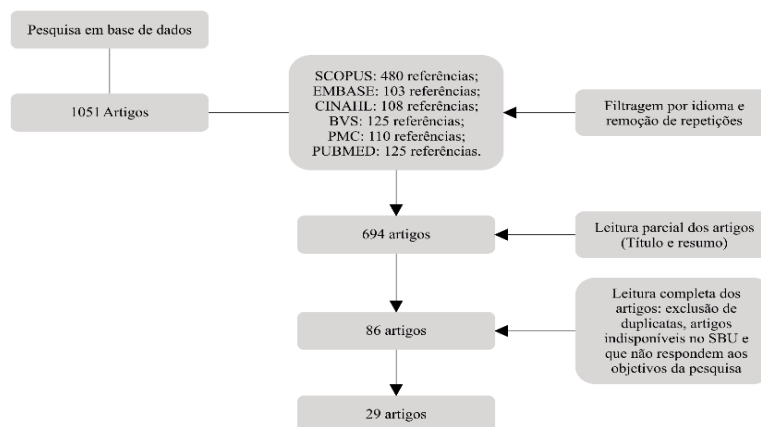 Pesquisa em base de dados
1051 Artigos
SCOPUS: 480 referências;
EMBASE: 103 referências;
CINAHL: 108 referências;
BVS: 125 referências;
PMC: 110 referências;
PUBMED: 125 referências.
Filtragem por idioma e
remoção de repetições
694 artigos
Leitura parcial dos artigos
(Título e resumo)
86 artigos
Leitura completa dos
artigos: exclusão de
duplicatas, artigos
indisponíveis no SBU e
que não respondem aos
objetivos da pesquisa
29 artigos